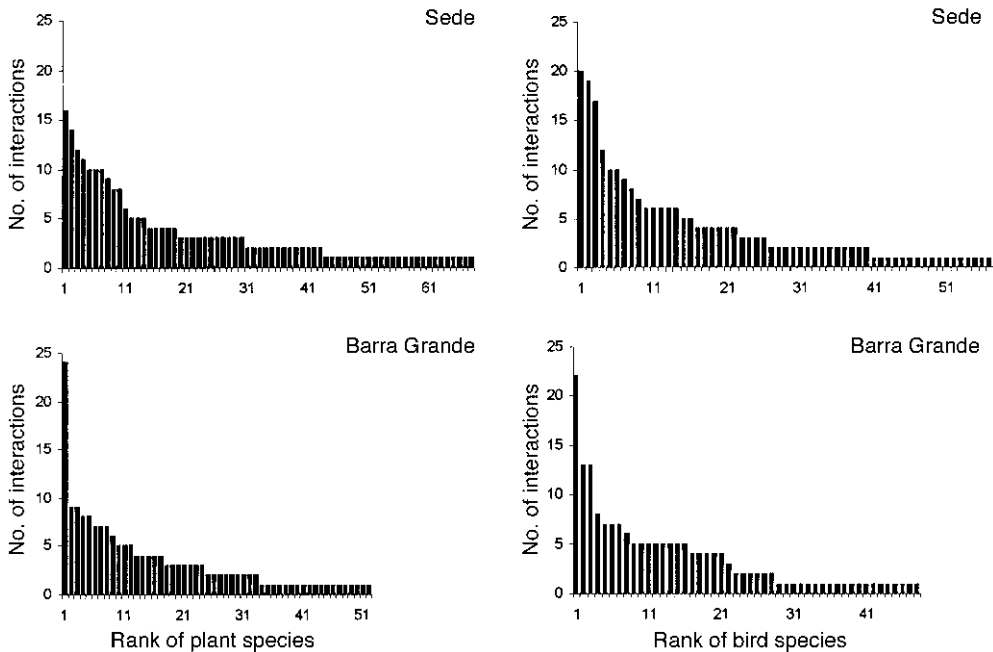 Sede
No. of interactions
25
20
15
10
5
0
1 11 21 31 41 51 61
Sede
No. of interactions
25
20
15
10
5
0
1 11 21 31 41 51
Barra Grande
No. of interactions
25
20
15
10
5
0
1 11 21 31 41 51
Rank of plant species
Barra Grande
No. of interactions
25
20
15
10
5
0
1 11 21 31 41
Rank of bird species